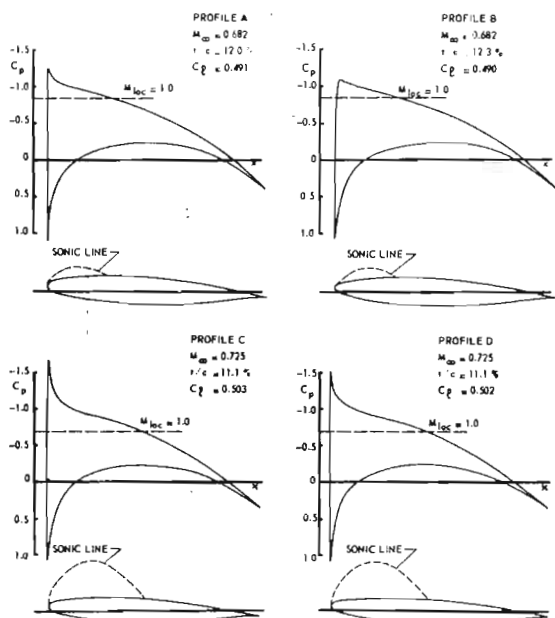 PROFILE A
M∞ = 0.682
t/c = 12.0 %
Cℓ = 0.491
-1.5
Cp
-1.0
-0.5
0
0.5
1.0
Mloc = 1.0
x
SONIC LINE
PROFILE B
M∞ = 0.682
t/c = 12.3 %
Cℓ = 0.490
-1.5
Cp
-1.0
-0.5
0
0.5
1.0
Mloc = 1.0
x
SONIC LINE
PROFILE C
M∞ = 0.725
t/c = 11.1 %
Cℓ = 0.503
-1.5
Cp
-1.0
-0.5
0
0.5
1.0
Mloc = 1.0
x
SONIC LINE
PROFILE D
M∞ = 0.725
t/c = 11.1 %
Cℓ = 0.502
-1.5
Cp
-1.0
-0.5
0
0.5
1.0
Mloc = 1.0
x
SONIC LINE